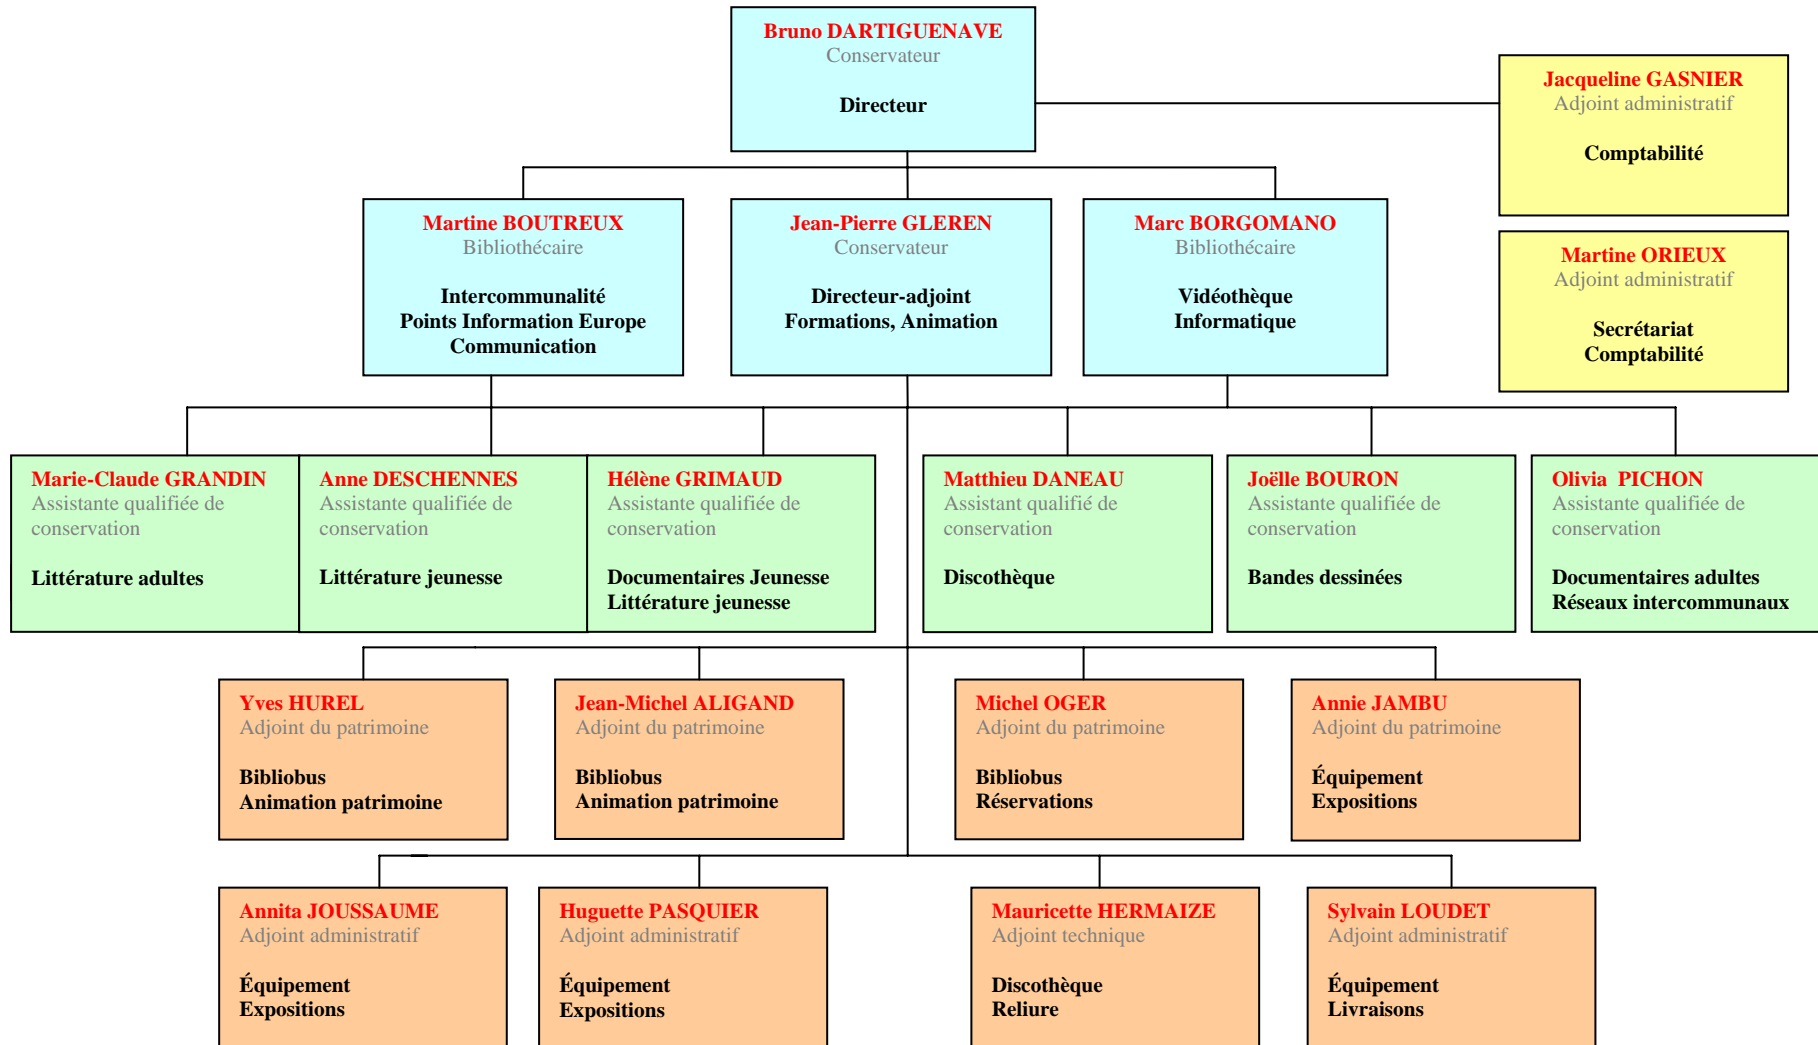 Bruno DARTIGUENAVE
Conservateur
Directeur
Jacqueline GASNIER
Adjoint administratif
Comptabilité
Martine BOUTREUX
Bibliothécaire
Intercommunalité
Points Information Europe
Communication
Jean-Pierre GLEREN
Conservateur
Directeur-adjoint
Formations, Animation
Marc BORGOMANO
Bibliothécaire
Vidéothèque
Informatique
Martine ORIEUX
Adjoint administratif
Secrétariat
Comptabilité
Marie-Claude GRANDIN
Assistante qualifiée de
conservation
Littérature adultes
Anne DESCHENNES
Assistante qualifiée de
conservation
Littérature jeunesse
Hélène GRIMAUD
Assistante qualifiée de
conservation
Documentaires Jeunesse
Littérature jeunesse
Matthieu DANEAU
Assistant qualifié de
conservation
Discothèque
Joëlle BOURON
Assistante qualifiée de
conservation
Bandes dessinées
Olivia  PICHON
Assistante qualifiée de
conservation
Documentaires adultes
Réseaux intercommunaux
Yves HUREL
Adjoint du patrimoine
Bibliobus
Animation patrimoine
Jean-Michel ALIGAND
Adjoint du patrimoine
Bibliobus
Animation patrimoine
Michel OGER
Adjoint du patrimoine
Bibliobus
Réservations
Annie JAMBU
Adjoint du patrimoine
Équipement
Expositions
Annita JOUSSAUME
Adjoint administratif
Équipement
Expositions
Huguette PASQUIER
Adjoint administratif
Équipement
Expositions
Mauricette HERMAIZE
Adjoint technique
Discothèque
Reliure
Sylvain LOUDET
Adjoint administratif
Équipement
Livraisons